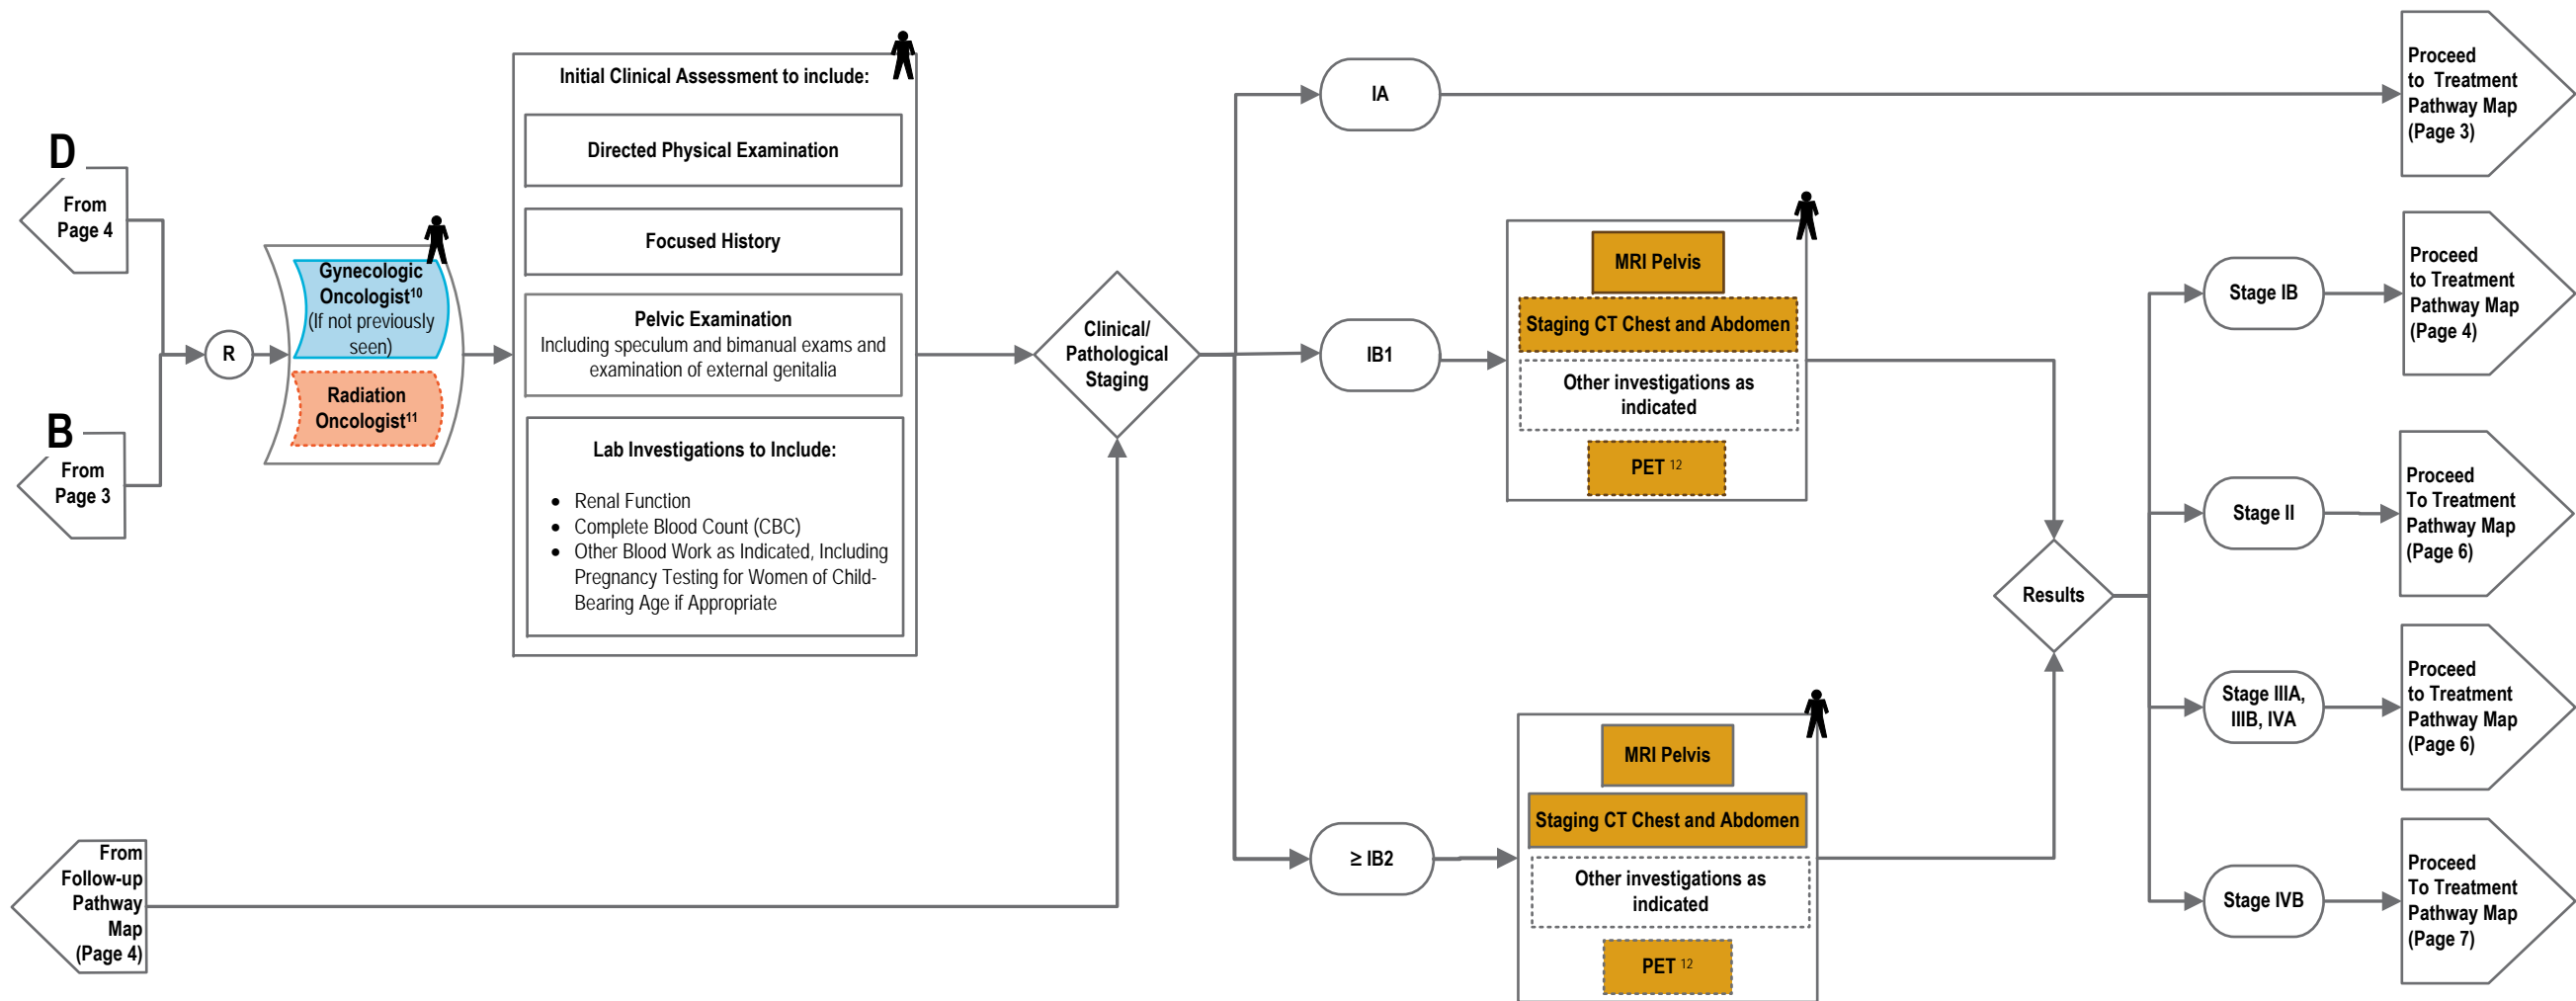 D
From
Page 4
B
From
Page 3
From
Follow-up
Pathway
Map
(Page 4)
R
Gynecologic
Oncologist¹⁰
(If not previously
seen)
Radiation
Oncologist¹¹
Initial Clinical Assessment to include:
Directed Physical Examination
Focused History
Pelvic Examination
Including speculum and bimanual exams and
examination of external genitalia
Lab Investigations to Include:
• Renal Function
• Complete Blood Count (CBC)
• Other Blood Work as Indicated, Including
Pregnancy Testing for Women of Child-
Bearing Age if Appropriate
Clinical/
Pathological
Staging
IA
IB1
≥ IB2
MRI Pelvis
Staging CT Chest and Abdomen
Other investigations as
indicated
PET ¹²
MRI Pelvis
Staging CT Chest and Abdomen
Other investigations as
indicated
PET ¹²
Results
Stage IB
Stage II
Stage IIIA,
IIIB, IVA
Stage IVB
Proceed
to Treatment
Pathway Map
(Page 3)
Proceed
to Treatment
Pathway Map
(Page 4)
Proceed
To Treatment
Pathway Map
(Page 6)
Proceed
to Treatment
Pathway Map
(Page 6)
Proceed
To Treatment
Pathway Map
(Page 7)